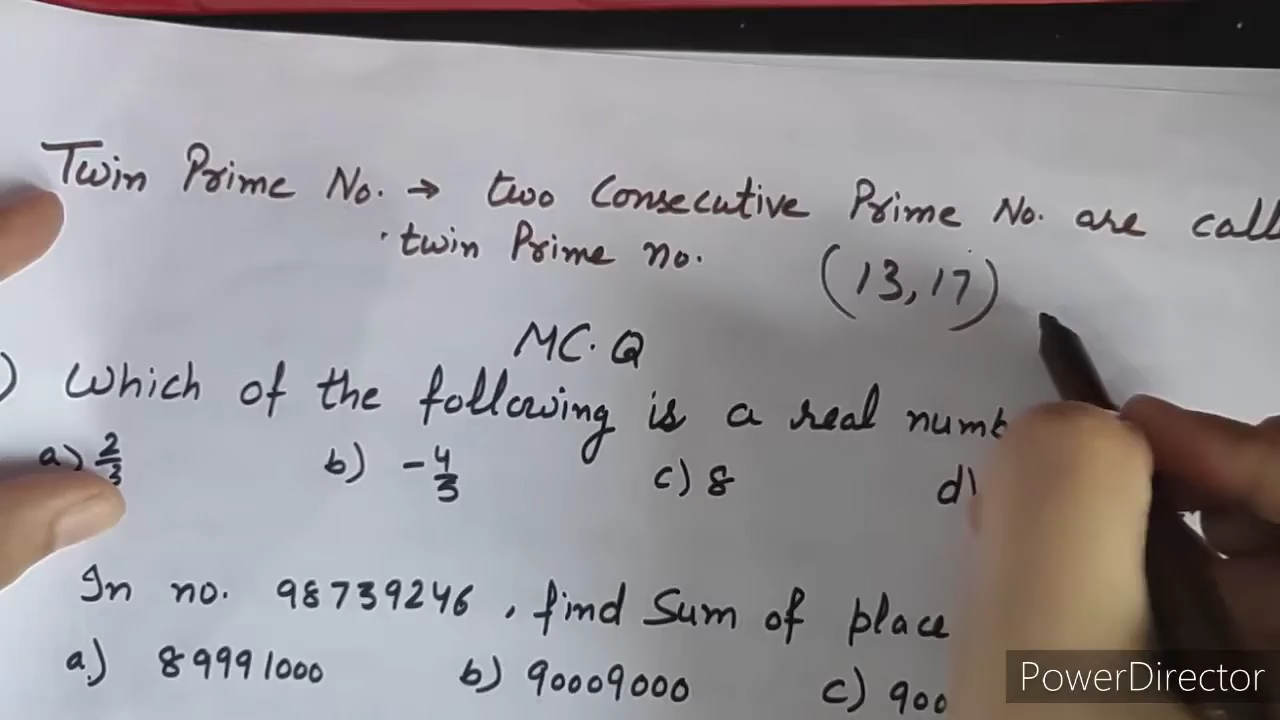 Twin Prime No. → two Consecutive Prime No. are call
twin Prime no. (13, 17)
MC.Q
) Which of the following is a real numb
a) 2/3 b) -4/3 c) 8 d)
In no. 98739246, find Sum of place
a.) 89991000 b) 90009000 c) 900
PowerDirector